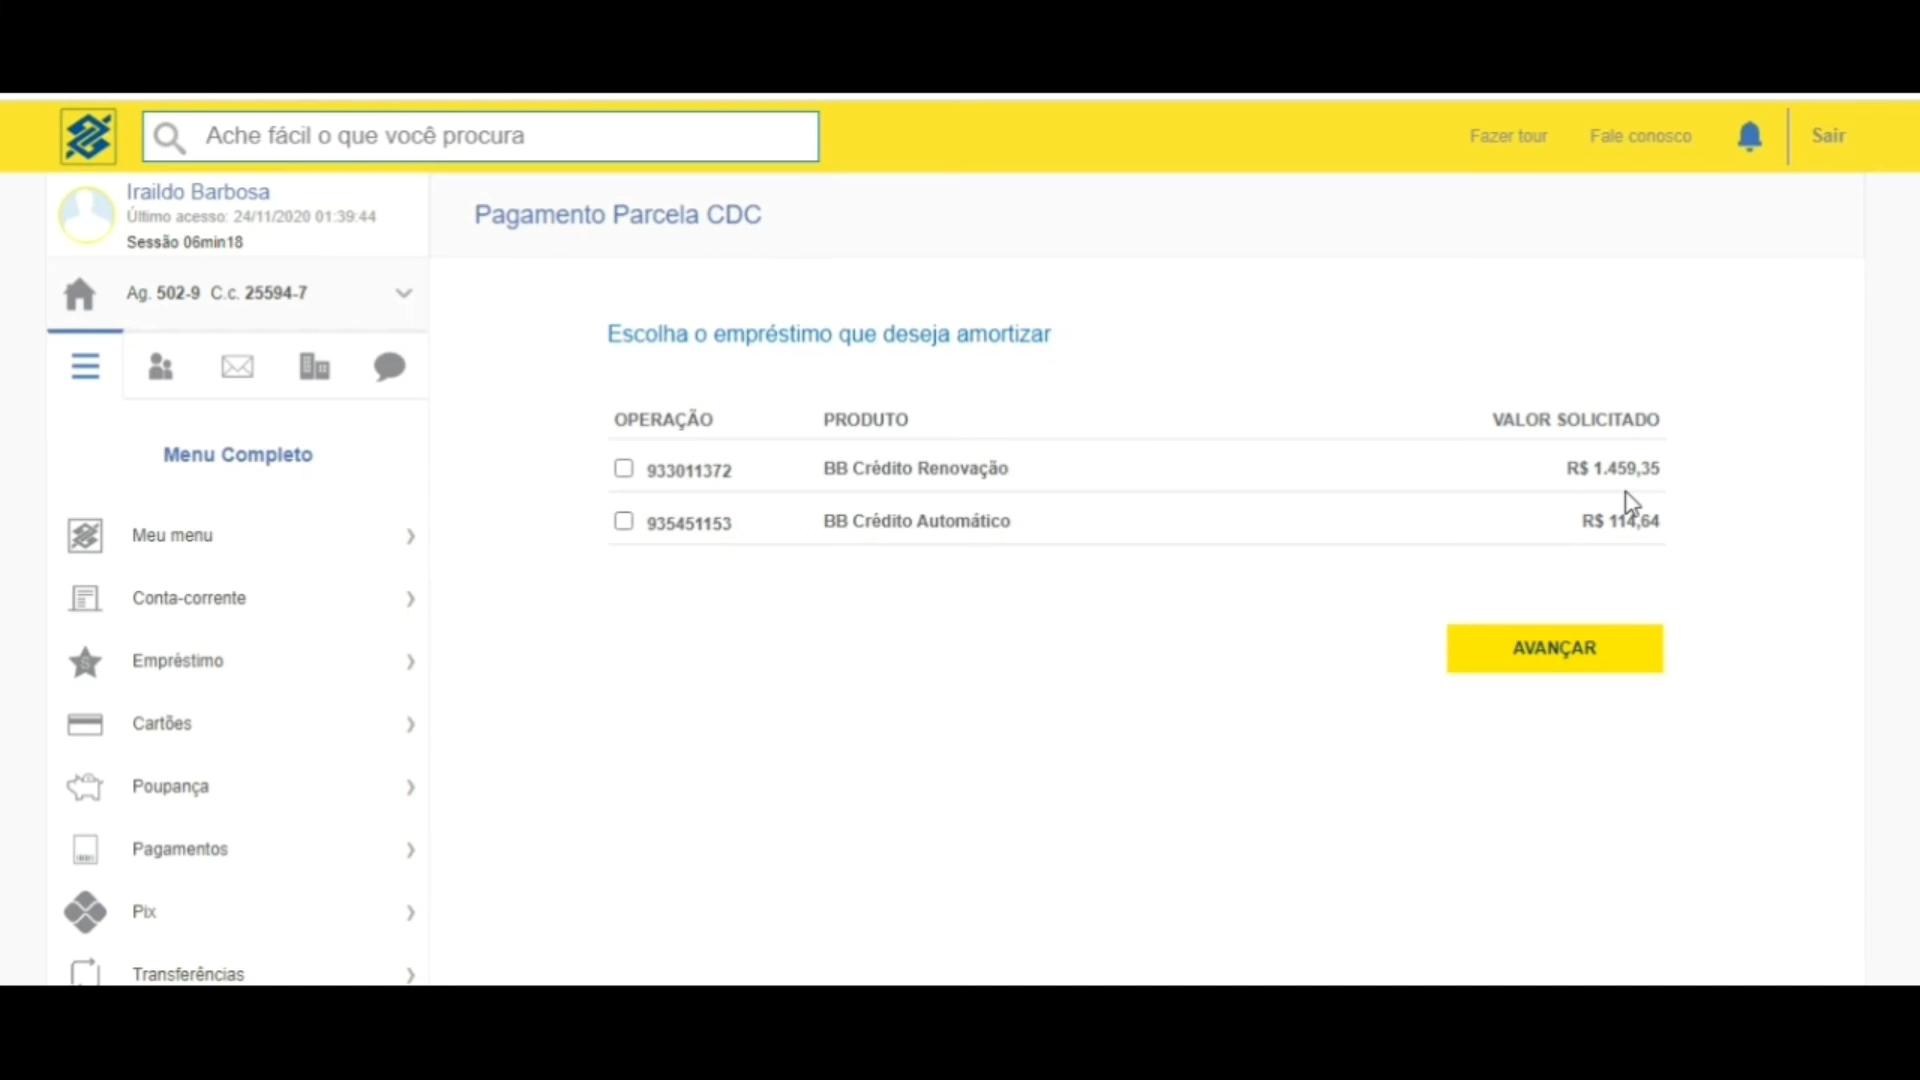 Ache fácil o que você procura
Fazer tour
Fale conosco
Sair
Iraildo Barbosa
Último acesso: 24/11/2020 01:39:44
Sessão 06min18
Ag. 502-9 C.c. 25594-7
Menu Completo
Meu menu
Conta-corrente
Empréstimo
Cartões
Poupança
Pagamentos
Pix
Transferências
Pagamento Parcela CDC
Escolha o empréstimo que deseja amortizar
OPERAÇÃO PRODUTO VALOR SOLICITADO
933011372 BB Crédito Renovação R$ 1.459,35
935451153 BB Crédito Automático R$ 114,64
AVANÇAR